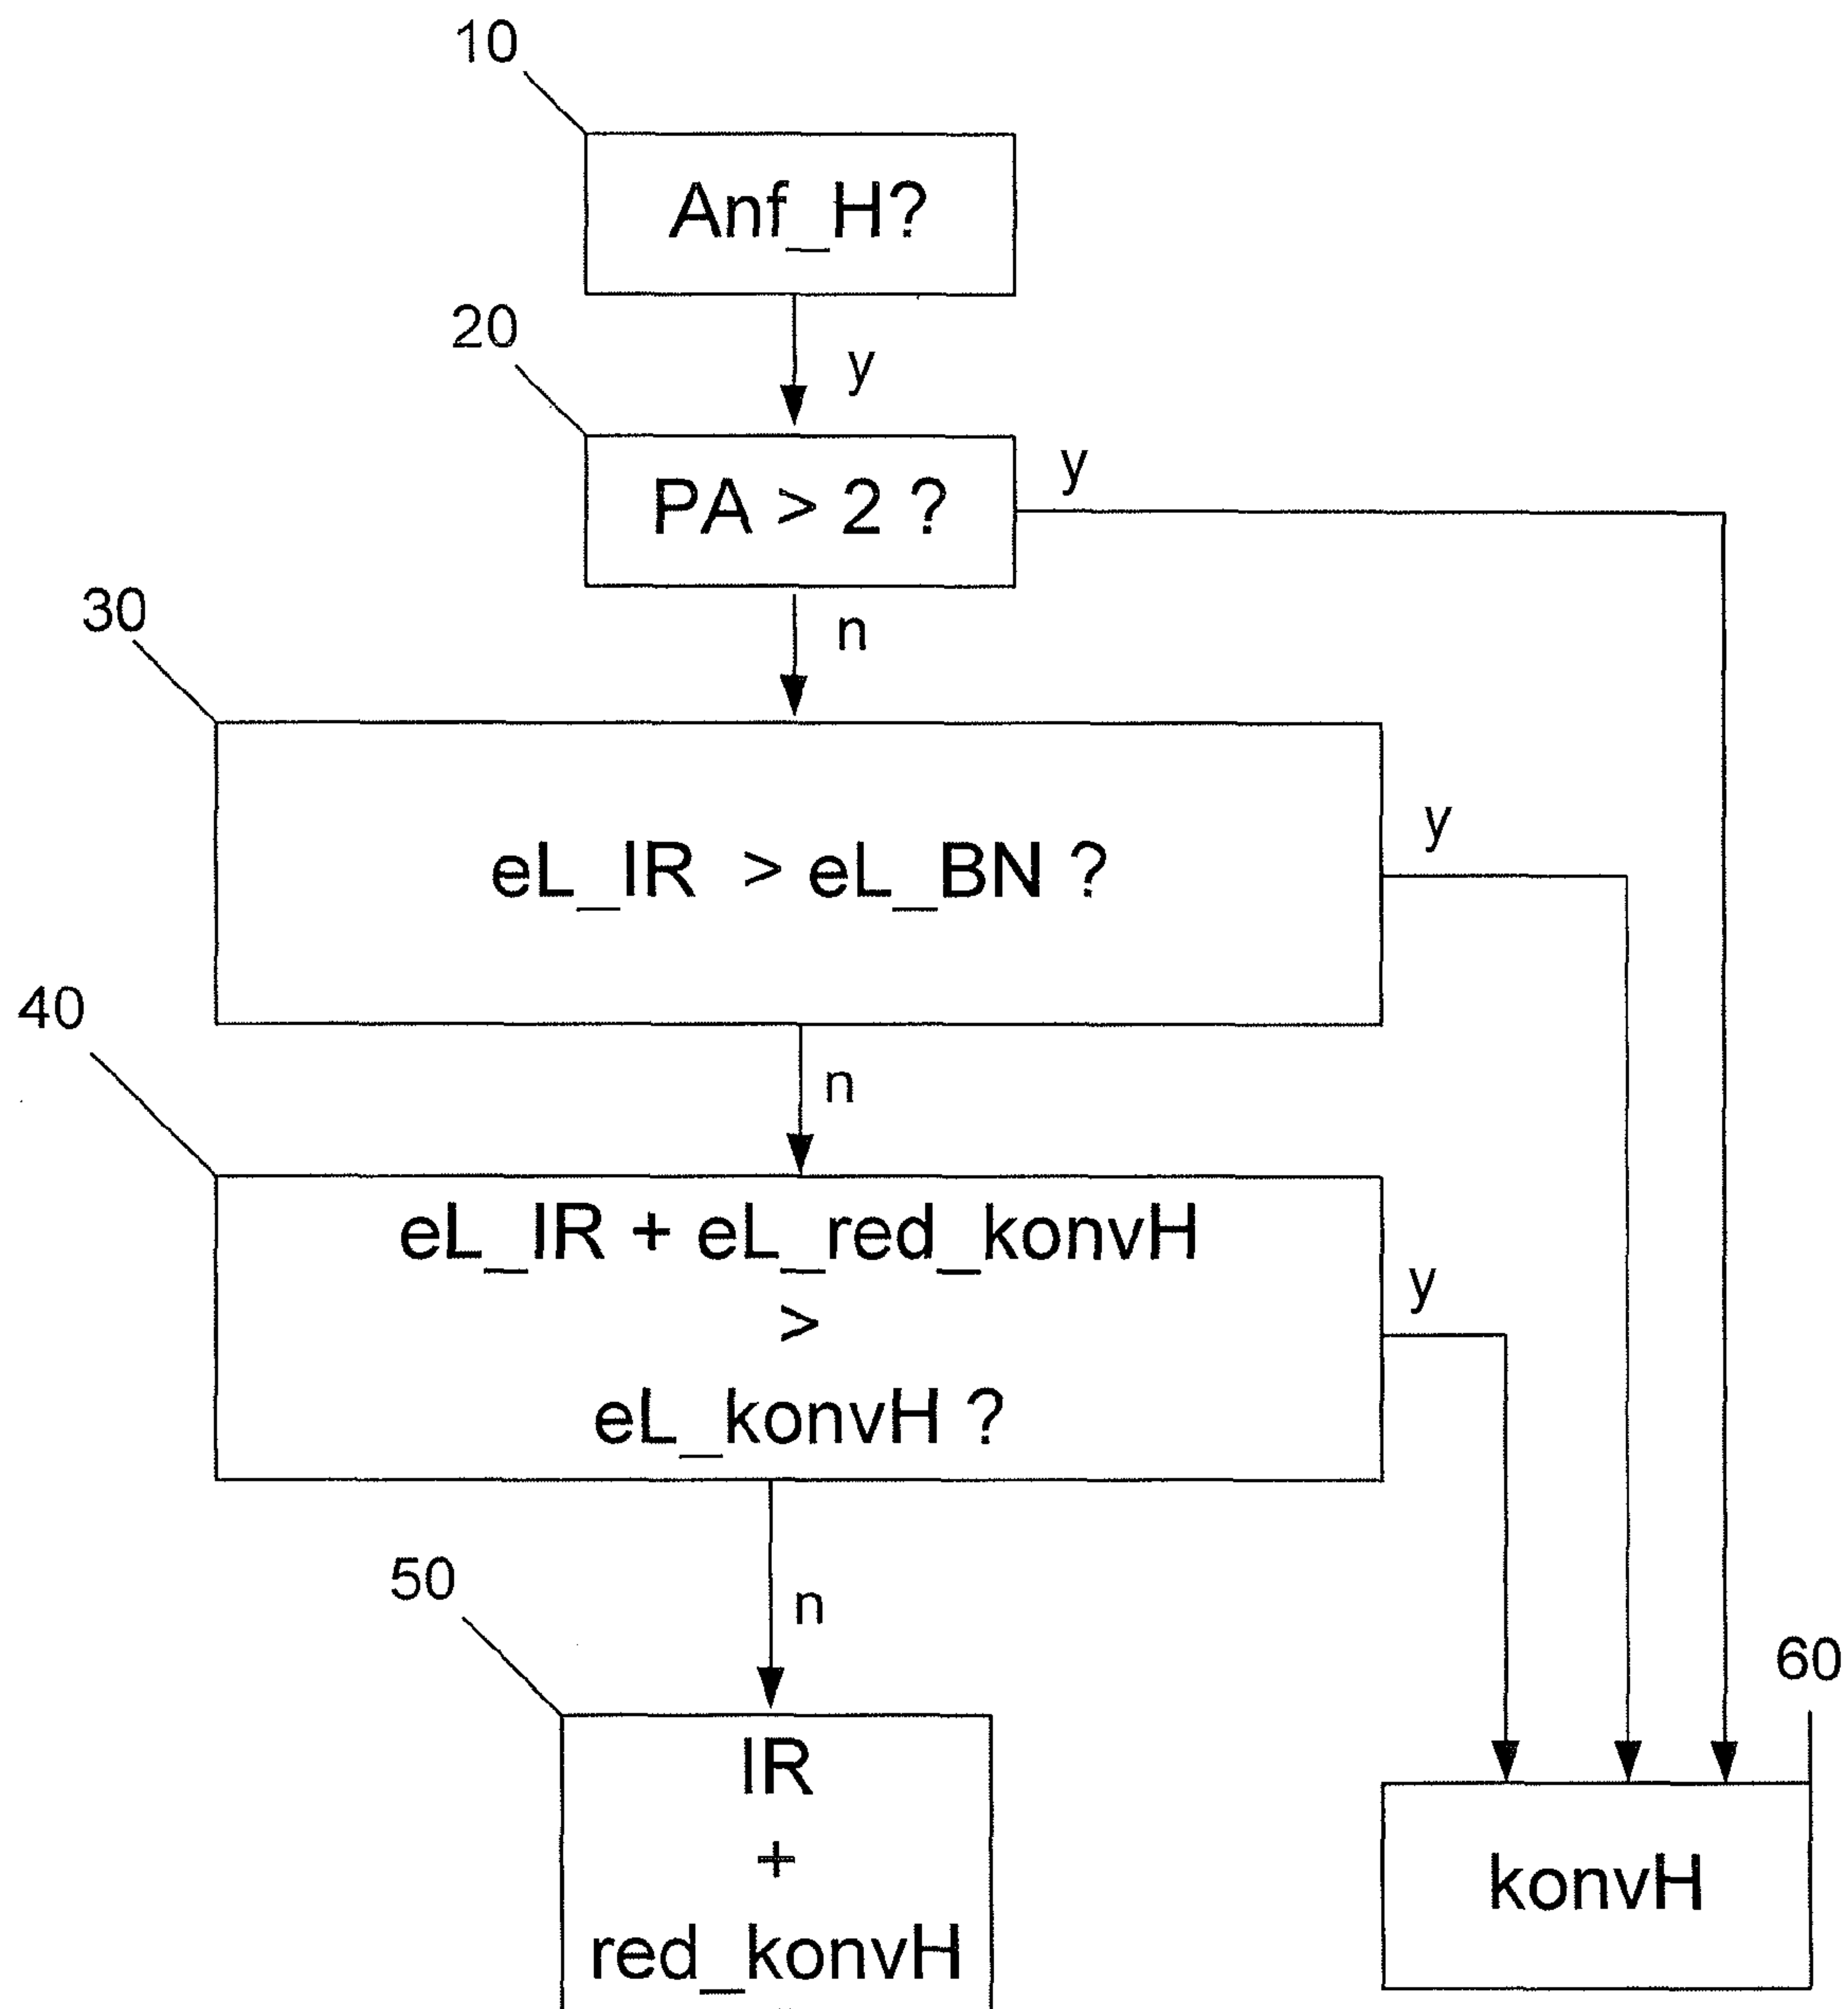 10
Anf_H?
20
y
PA > 2 ?
y
30
n
eL_IR > eL_BN ?
y
40
n
eL_IR + eL_red_konvH
>
eL_konvH ?
y
50
n
60
IR
+
red_konvH
konvH